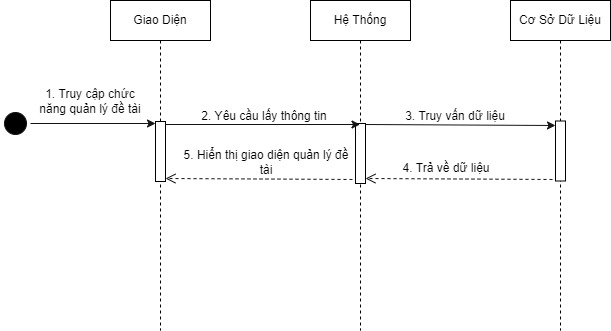 Giao Diện
Hệ Thống
Cơ Sở Dữ Liệu
1. Truy cập chức
năng quản lý đề tài
2. Yêu cầu lấy thông tin
3. Truy vấn dữ liệu
5. Hiển thị giao diện quản lý đề
tài
4. Trả về dữ liệu